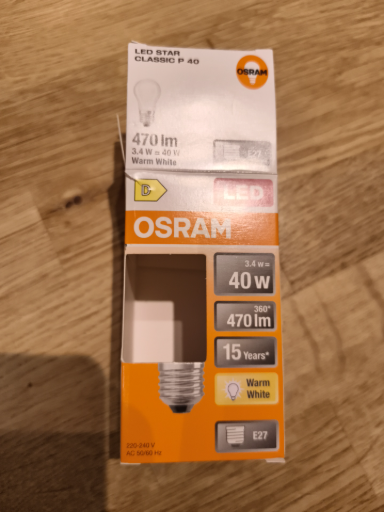 LED STAR
CLASSIC P 40
OSRAM
470 lm
3.4 W = 40 W
Warm White
E27
D
LED
OSRAM
3.4 w=
40 w
360°
470 lm
15 Years*
Warm
White
E27
220-240 V
AC 50/60 Hz